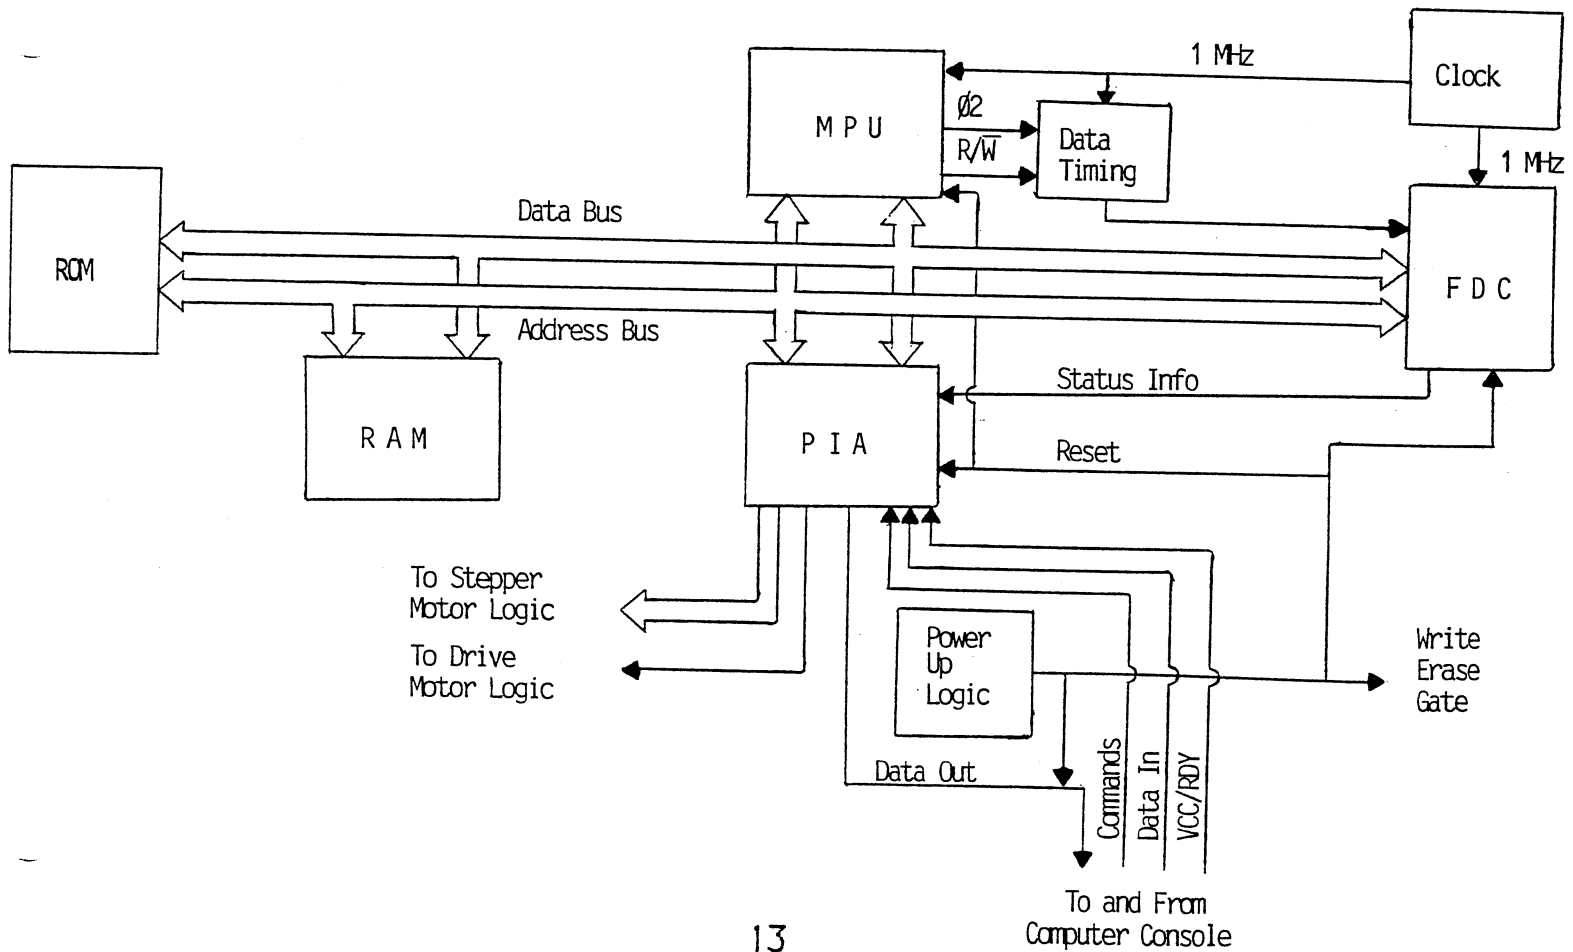 1 MHz
Clock
M P U
Ø2
R/W̅
Data
Timing
1 MHz
Data Bus
ROM
F D C
Address Bus
Status Info
R A M
P I A
Reset
To Stepper
Motor Logic
To Drive
Motor Logic
Power
Up
Logic
Write
Erase
Gate
Data Out
Commands
Data In
VCC/RDY
To and From
Computer Console
13